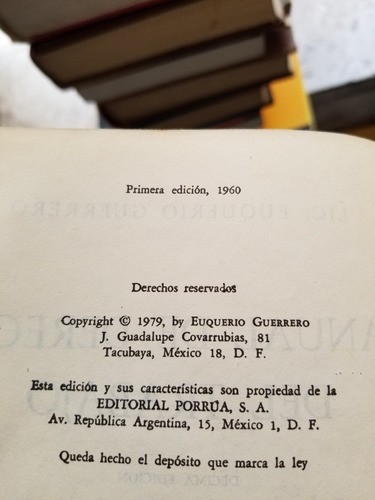 Primera edición, 1960
Derechos reservados
Copyright © 1979, by EUQUERIO GUERRERO
J. Guadalupe Covarrubias, 81
Tacubaya, México 18, D. F.
Esta edición y sus características son propiedad de la
EDITORIAL PORRÚA, S. A.
Av. República Argentina, 15, México 1, D. F.
Queda hecho el depósito que marca la ley